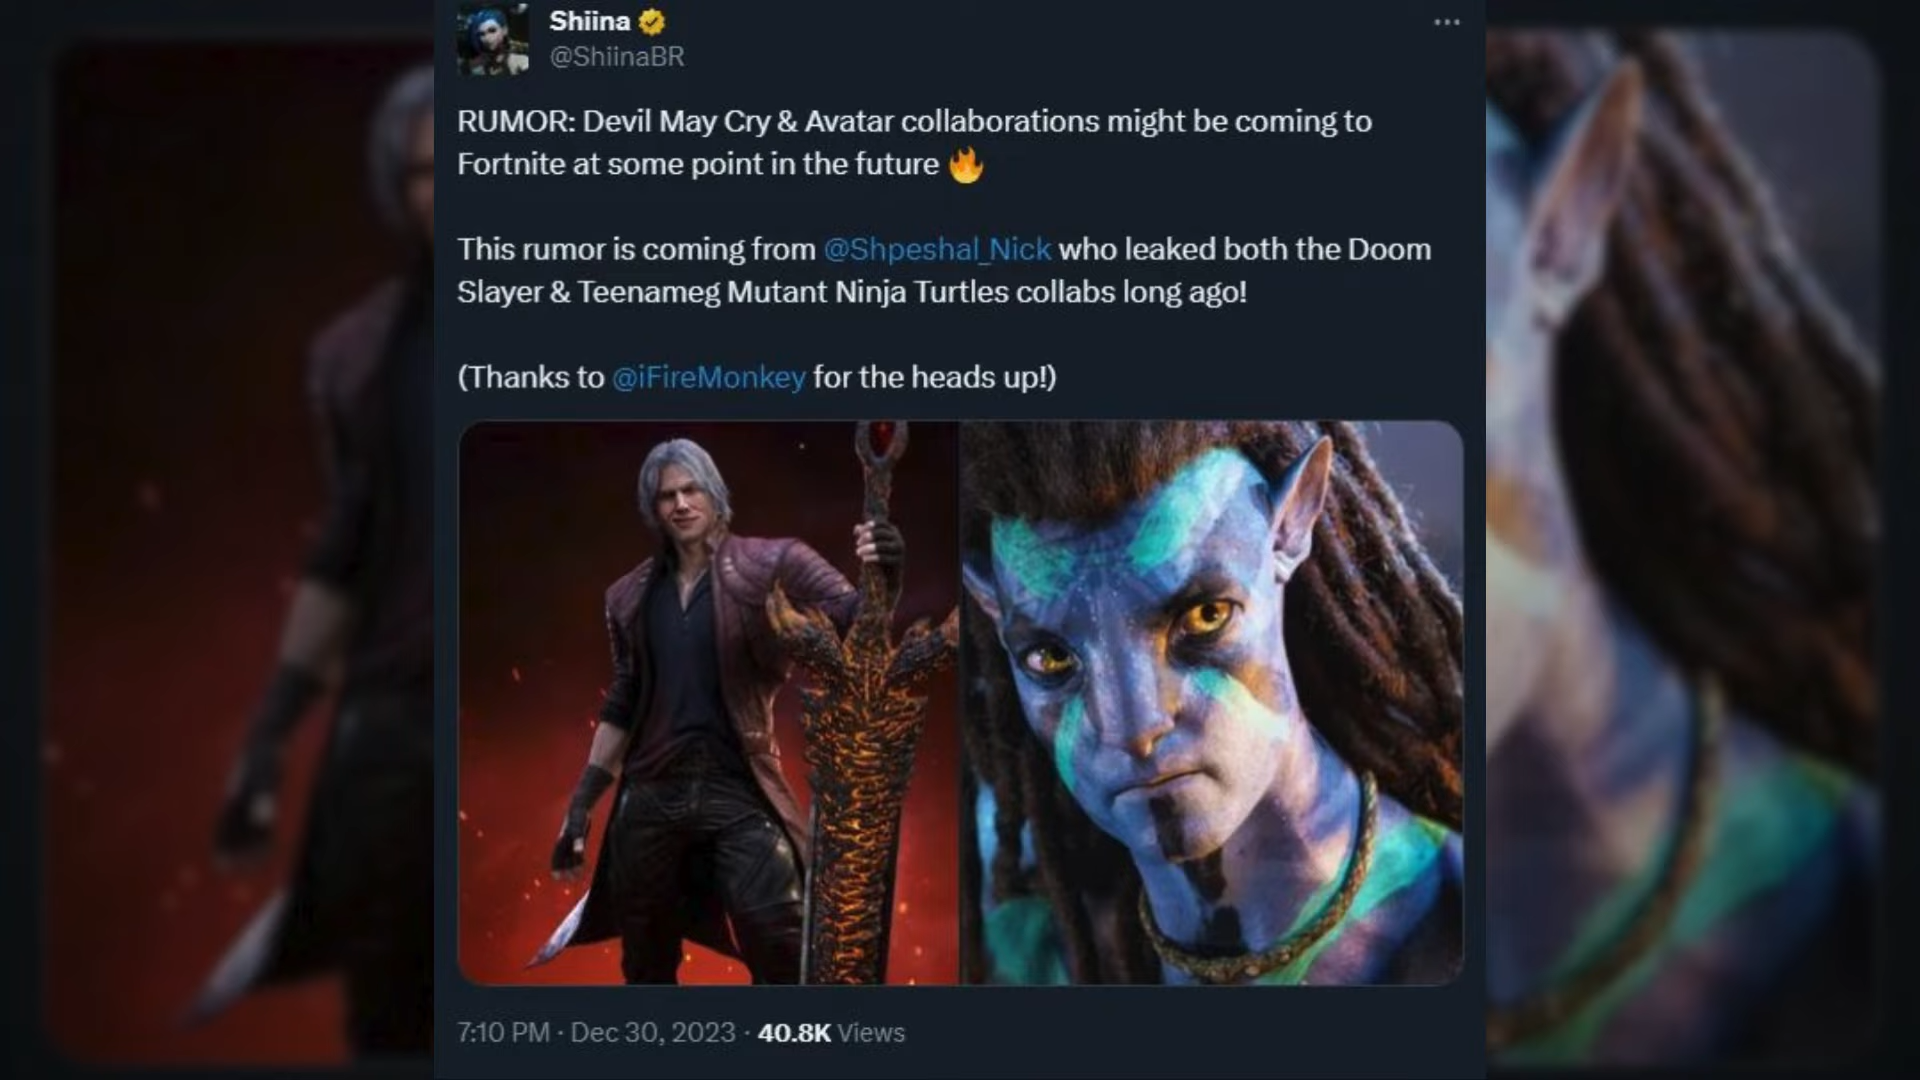 Shiina
@ShiinaBR
RUMOR: Devil May Cry & Avatar collaborations might be coming to
Fortnite at some point in the future 🔥
This rumor is coming from @Shpeshal_Nick who leaked both the Doom
Slayer & Teenameg Mutant Ninja Turtles collabs long ago!
(Thanks to @iFireMonkey for the heads up!)
7:10 PM · Dec 30, 2023 · 40.8K Views